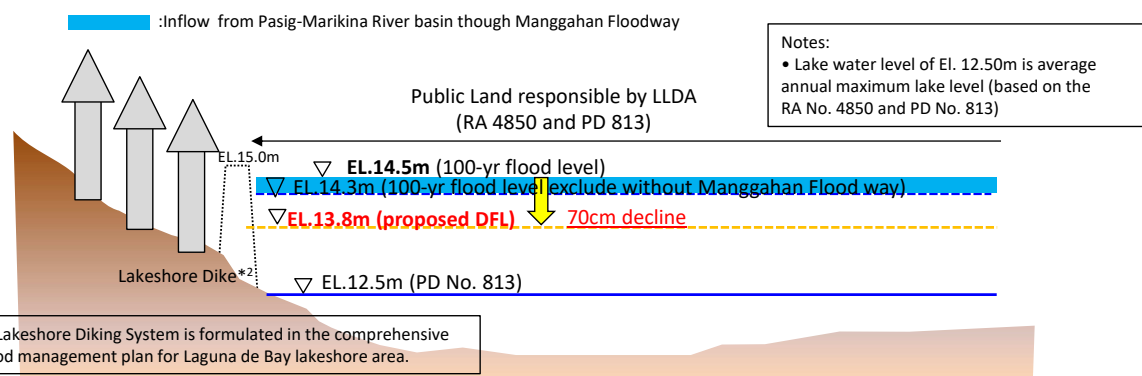 :Inflow from Pasig-Marikina River basin though Manggahan Floodway
Notes:
• Lake water level of El. 12.50m is average
annual maximum lake level (based on the
RA No. 4850 and PD No. 813)
Public Land responsible by LLDA
(RA 4850 and PD 813)
EL.15.0m
EL.14.5m (100-yr flood level)
EL.14.3m (100-yr flood level exclude without Manggahan Flood way)
EL.13.8m (proposed DFL)
70cm decline
Lakeshore Dike*2
EL.12.5m (PD No. 813)
Lakeshore Diking System is formulated in the comprehensive
od management plan for Laguna de Bay lakeshore area.